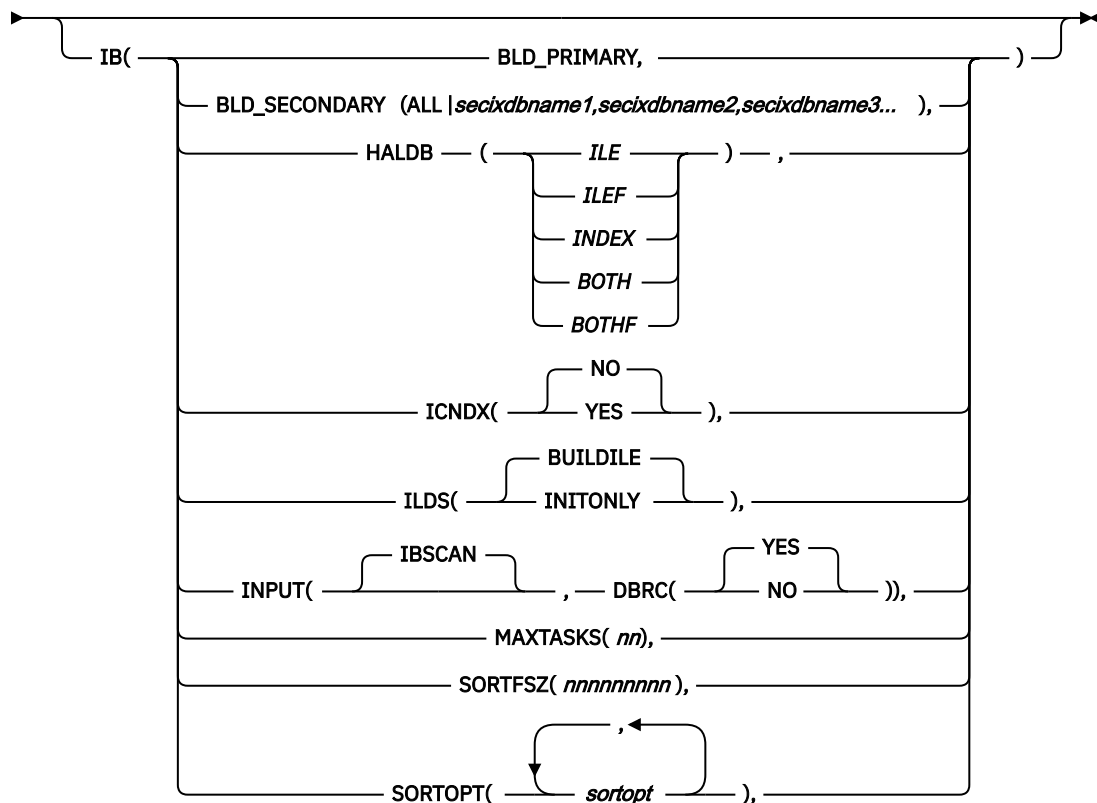 IB( BLD_PRIMARY, )
BLD_SECONDARY (ALL |secixdbname1,secixdbname2,secixdbname3... ),
HALDB ( ILE ) ,
ILEF
INDEX
BOTH
BOTHF
NO
ICNDX( YES ),
BUILDILE
ILDS( INITONLY ),
IBSCAN YES
INPUT( , DBRC( NO )),
MAXTASKS( nn),
SORTFSZ( nnnnnnnnn ),
,
SORTOPT( sortopt ),